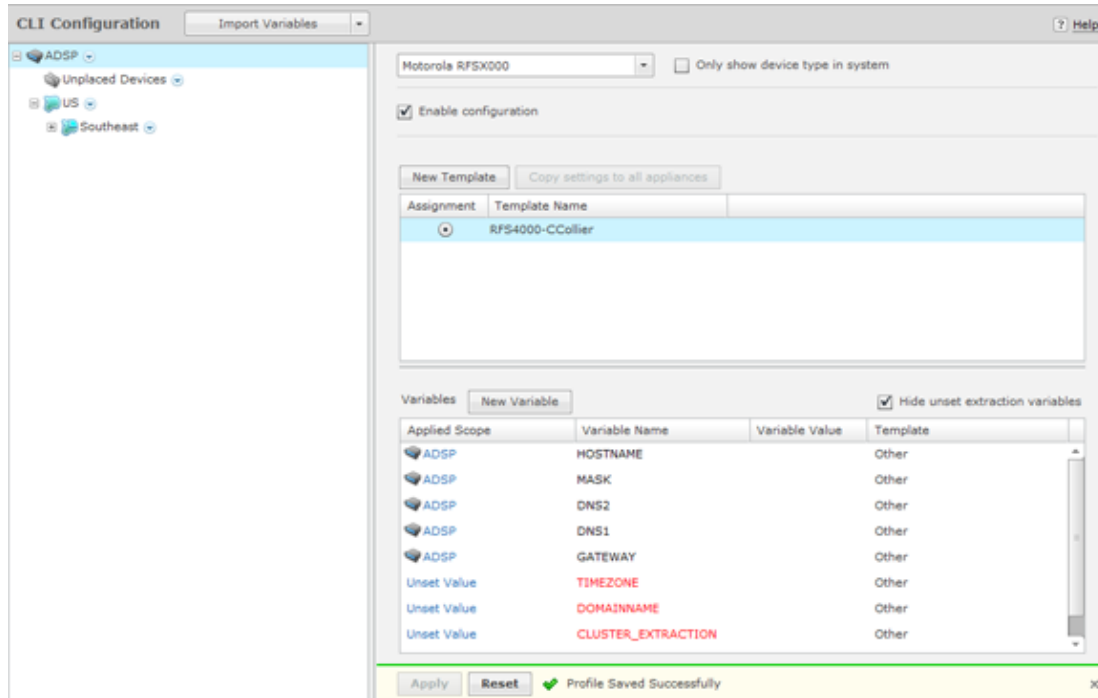 CLI Configuration
Import Variables
? Help
ADSP
Unplaced Devices
US
Southeast
Motorola RFSX000
Only show device type in system
Enable configuration
New Template
Copy settings to all appliances
Assignment Template Name
RFS4000-CCollier
Variables
New Variable
Hide unset extraction variables
Applied Scope Variable Name Variable Value Template
ADSP HOSTNAME Other
ADSP MASK Other
ADSP DNS2 Other
ADSP DNS1 Other
ADSP GATEWAY Other
Unset Value TIMEZONE Other
Unset Value DOMAINNAME Other
Unset Value CLUSTER_EXTRACTION Other
Apply
Reset
Profile Saved Successfully